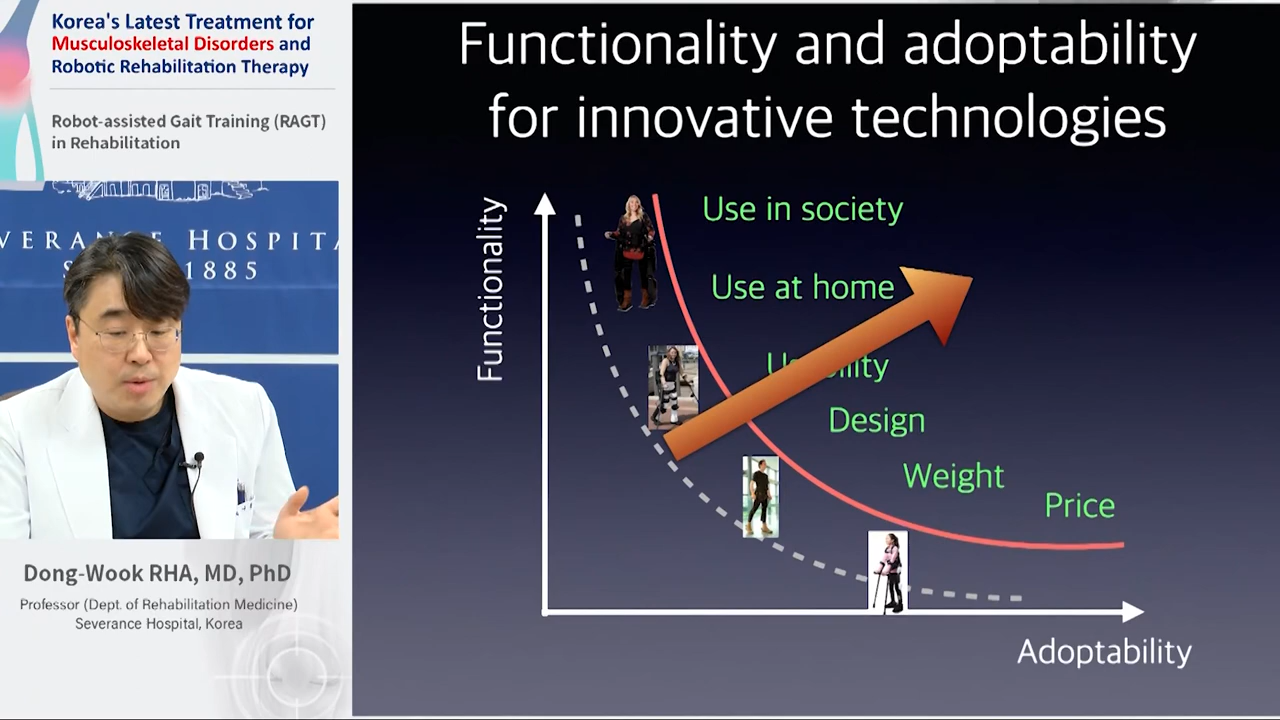 Korea's Latest Treatment for
Musculoskeletal Disorders and
Robotic Rehabilitation Therapy
Robot-assisted Gait Training (RAGT)
in Rehabilitation
HOSPITA
1885
Dong-Wook RHA, MD, PhD
Professor (Dept. of Rehabilitation Medicine)
Severance Hospital, Korea
Functionality and adoptability
for innovative technologies
Functionality
Use in society
Use at home
Design
Weight
Price
Adoptability